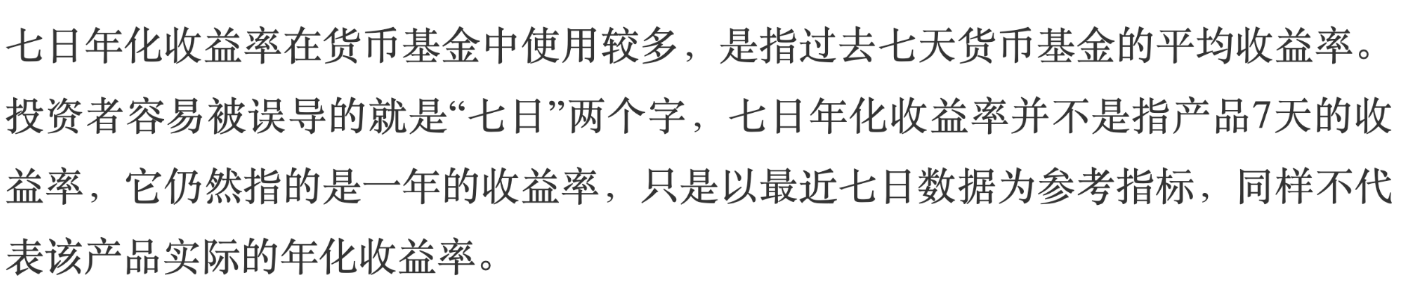 七日年化收益率在货币基金中使用较多，是指过去七天货币基金的平均收益率。
投资者容易被误导的就是“七日”两个字，七日年化收益率并不是指产品7天的收
益率，它仍然指的是一年的收益率，只是以最近七日数据为参考指标，同样不代
表该产品实际的年化收益率。